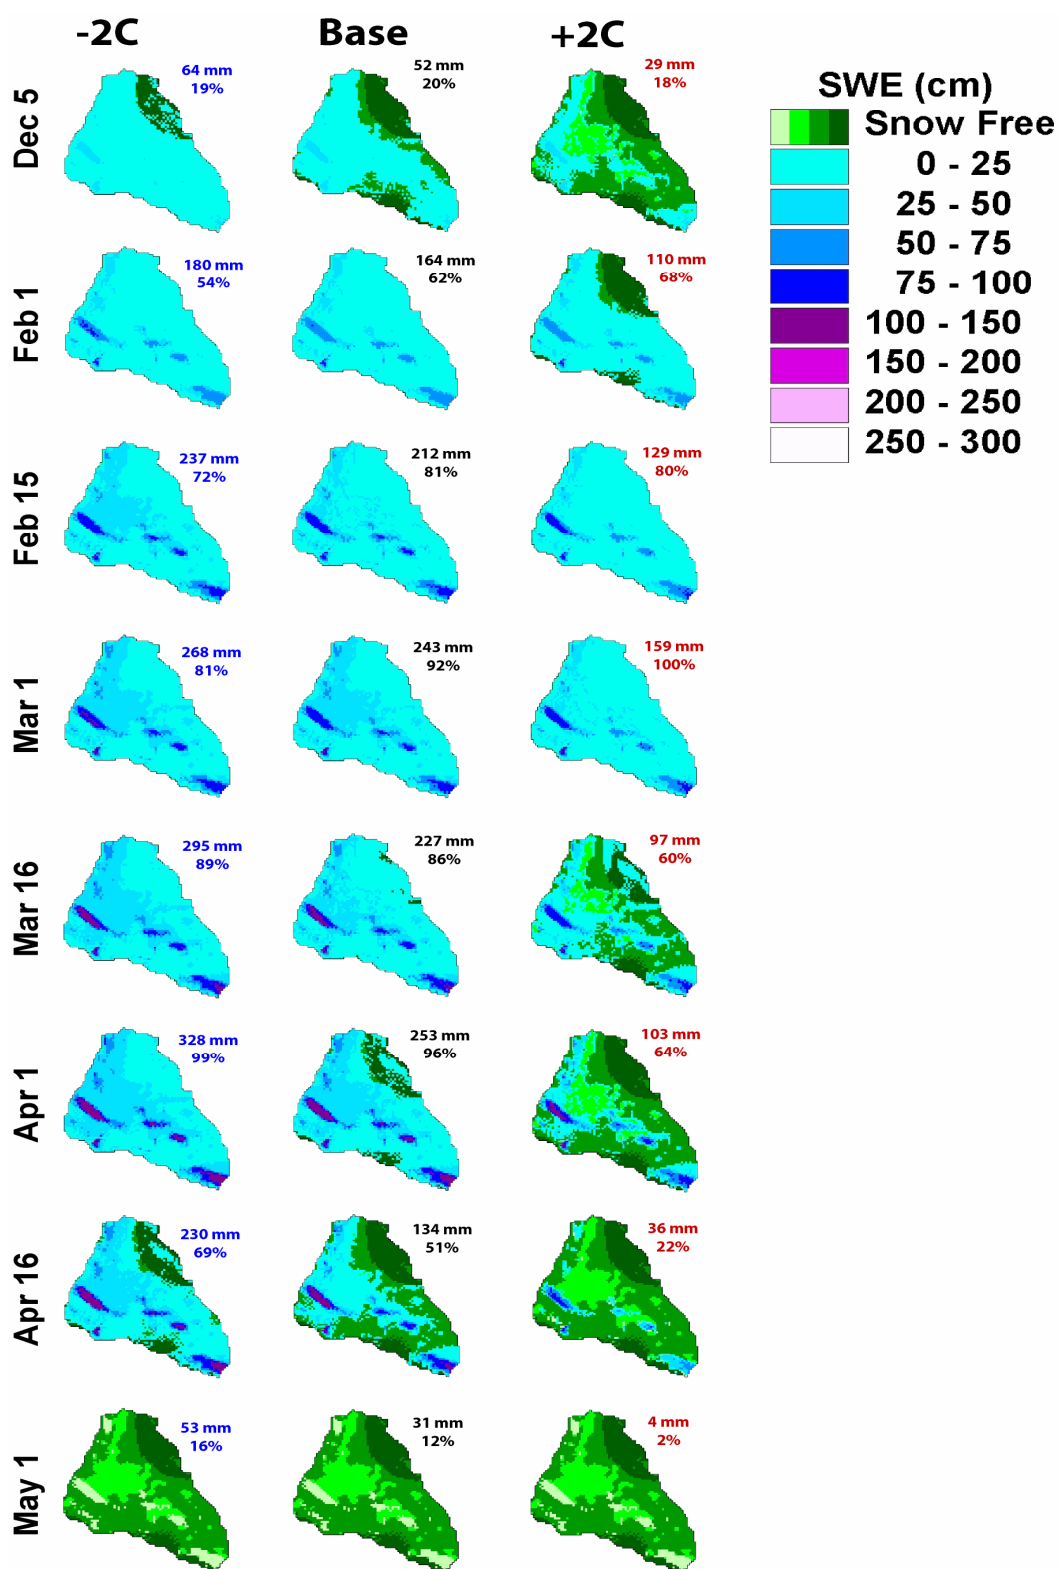 -2C Base +2C
SWE (cm)
Snow Free
0 - 25
25 - 50
50 - 75
75 - 100
100 - 150
150 - 200
200 - 250
250 - 300
Dec 5
64 mm
19%
52 mm
20%
29 mm
18%
Feb 1
180 mm
54%
164 mm
62%
110 mm
68%
Feb 15
237 mm
72%
212 mm
81%
129 mm
80%
Mar 1
268 mm
81%
243 mm
92%
159 mm
100%
Mar 16
295 mm
89%
227 mm
86%
97 mm
60%
Apr 1
328 mm
99%
253 mm
96%
103 mm
64%
Apr 16
230 mm
69%
134 mm
51%
36 mm
22%
May 1
53 mm
16%
31 mm
12%
4 mm
2%